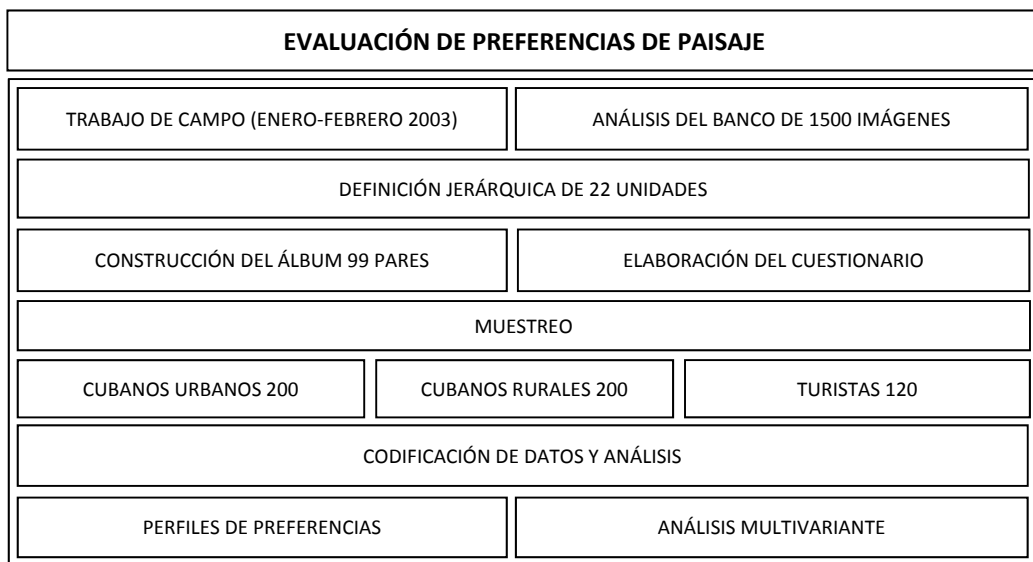 EVALUACIÓN DE PREFERENCIAS DE PAISAJE
TRABAJO DE CAMPO (ENERO-FEBRERO 2003)
ANÁLISIS DEL BANCO DE 1500 IMÁGENES
DEFINICIÓN JERÁRQUICA DE 22 UNIDADES
CONSTRUCCIÓN DEL ÁLBUM 99 PARES
ELABORACIÓN DEL CUESTIONARIO
MUESTREO
CUBANOS URBANOS 200
CUBANOS RURALES 200
TURISTAS 120
CODIFICACIÓN DE DATOS Y ANÁLISIS
PERFILES DE PREFERENCIAS
ANÁLISIS MULTIVARIANTE